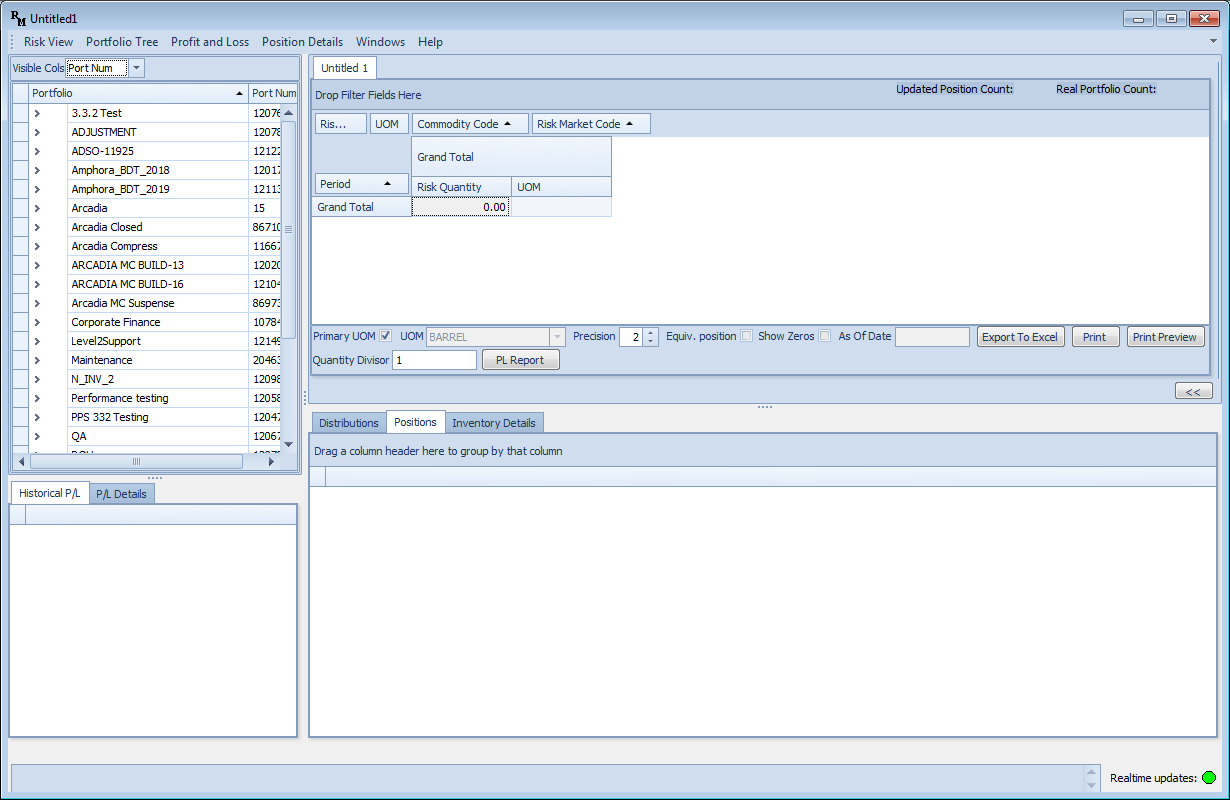 RM Untitled1
Risk View Portfolio Tree Profit and Loss Position Details Windows Help
Visible Cols Port Num
Portfolio Port Num
3.3.2 Test 12076
ADJUSTMENT 12078
ADSO-11925 12122
Amphora_BDT_2018 12017
Amphora_BDT_2019 12113
Arcadia 15
Arcadia Closed 86710
Arcadia Compress 11667
ARCADIA MC BUILD-13 12020
ARCADIA MC BUILD-16 12104
Arcadia MC Suspense 86973
Corporate Finance 10784
Level2Support 12149
Maintenance 20463
N_INV_2 12098
Performance testing 12058
PPS 332 Testing 12047
QA 12067
Historical P/L P/L Details
Untitled 1
Drop Filter Fields Here Updated Position Count: Real Portfolio Count:
Ris... UOM Commodity Code Risk Market Code
Grand Total
Period Risk Quantity UOM
Grand Total 0.00
Primary UOM UOM BARREL Precision 2 Equiv. position Show Zeros As Of Date Export To Excel Print Print Preview
Quantity Divisor 1 PL Report
<<
Distributions Positions Inventory Details
Drag a column header here to group by that column
Realtime updates: